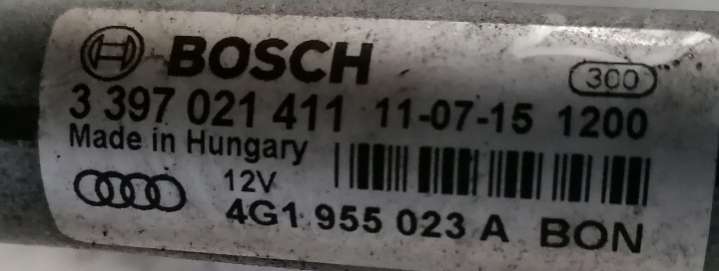 BOSCH 300
3 397 021 411 11-07-15 1200
Made in Hungary
12V
4G1 955 023 A BON